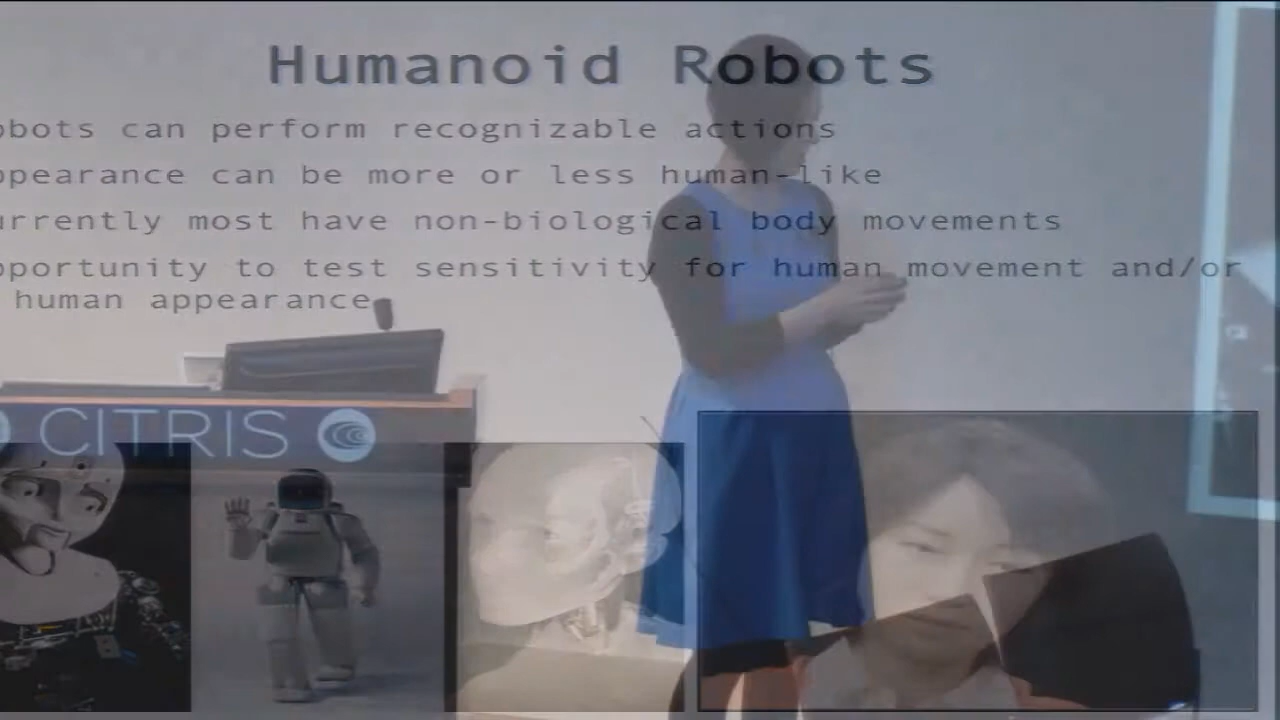 Humanoid Robots
obots can perform recognizable actions
ppearance can be more or less human-like
urrently most have non-biological body movements
pportunity to test sensitivity for human movement and/or
human appearance
CITRIS